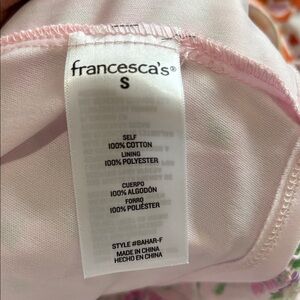 francesca's®
S
SELF
100% COTTON
LINING
100% POLYESTER
CUERPO
100% ALGODÓN
FORRO
100% POLIÉSTER
STYLE #BAHAR-F
MADE IN CHINA
HECHO EN CHINA